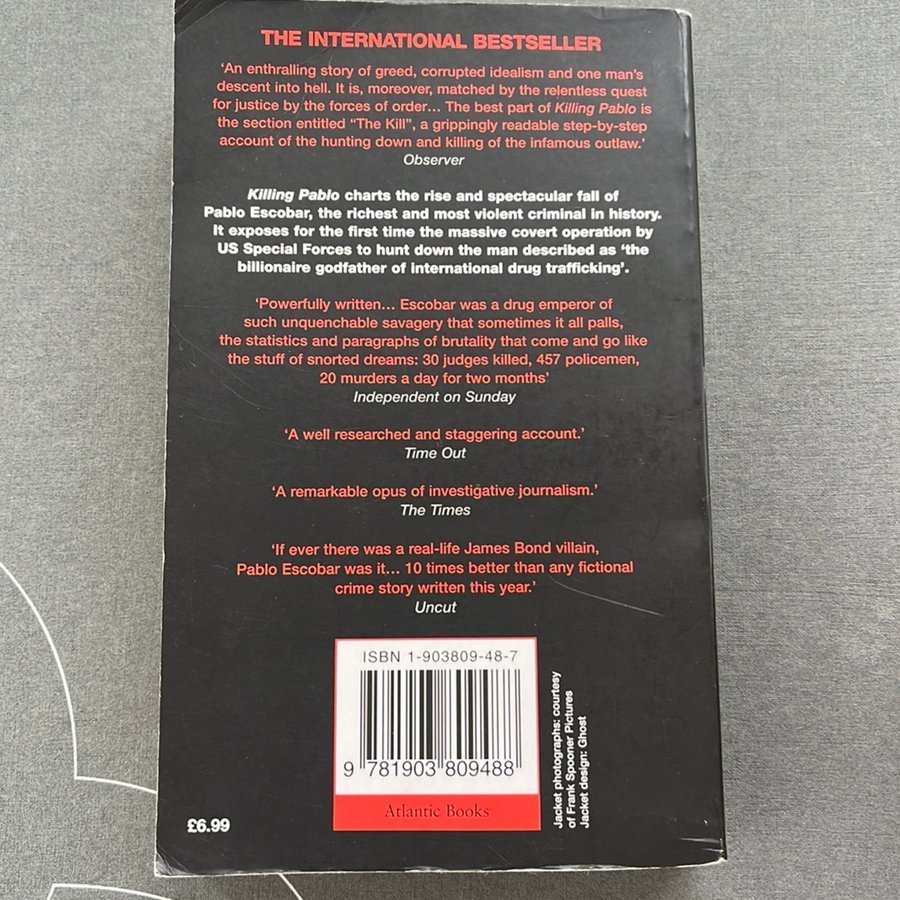 THE INTERNATIONAL BESTSELLER
‘An enthralling story of greed, corrupted idealism and one man’s
descent into hell. It is, moreover, matched by the relentless quest
for justice by the forces of order... The best part of Killing Pablo is
the section entitled “The Kill”, a grippingly readable step-by-step
account of the hunting down and killing of the infamous outlaw.’
Observer
Killing Pablo charts the rise and spectacular fall of
Pablo Escobar, the richest and most violent criminal in history.
It exposes for the first time the massive covert operation by
US Special Forces to hunt down the man described as ‘the
billionaire godfather of international drug trafficking’.
‘Powerfully written... Escobar was a drug emperor of
such unquenchable savagery that sometimes it all palls,
the statistics and paragraphs of brutality that come and go like
the stuff of snorted dreams: 30 judges killed, 457 policemen,
20 murders a day for two months’
Independent on Sunday
‘A well researched and staggering account.’
Time Out
‘A remarkable opus of investigative journalism.’
The Times
‘If ever there was a real-life James Bond villain,
Pablo Escobar was it... 10 times better than any fictional
crime story written this year.’
Uncut
ISBN 1-903809-48-7
9 781903 809488
Atlantic Books
£6.99
Jacket photographs: courtesy
of Frank Spooner Pictures
Jacket design: Ghost